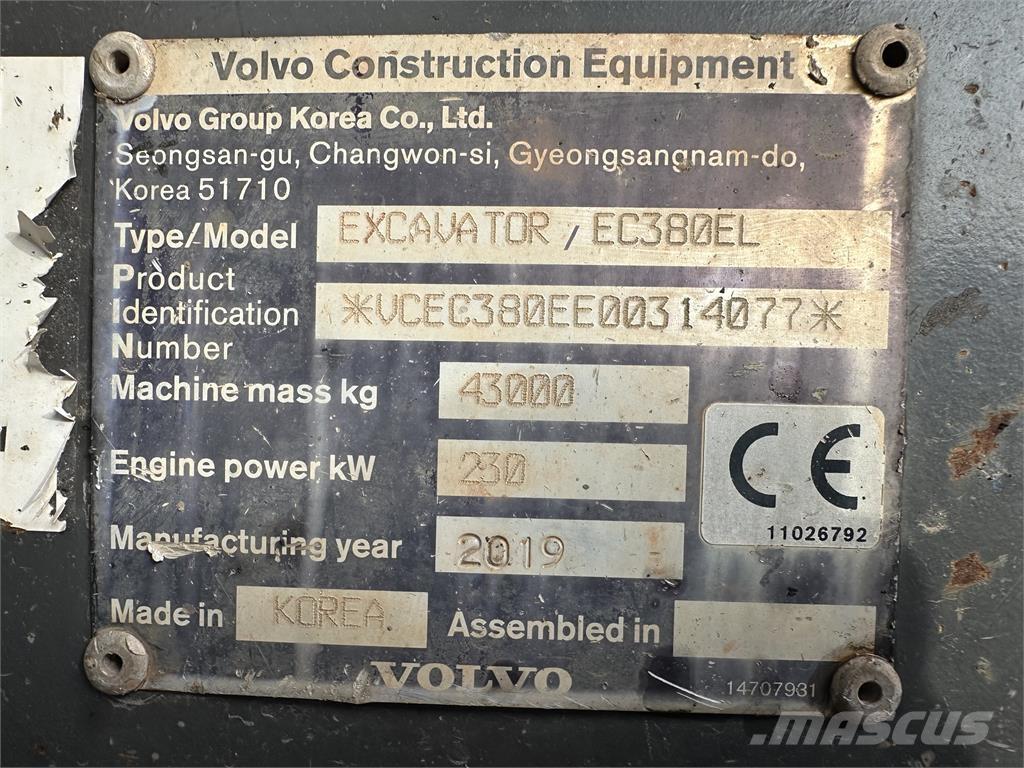 Volvo Construction Equipment
Volvo Group Korea Co., Ltd.
Seongsan-gu, Changwon-si, Gyeongsangnam-do,
Korea 51710
Type/Model EXCAVATOR / EC380EL
Product
Identification *VCEC380EE00314077*
Number
Machine mass kg 43000
Engine power kW 230
CE
11026792
Manufacturing year 2019
Made in KOREA Assembled in
VOLVO
14707931
MASCUS